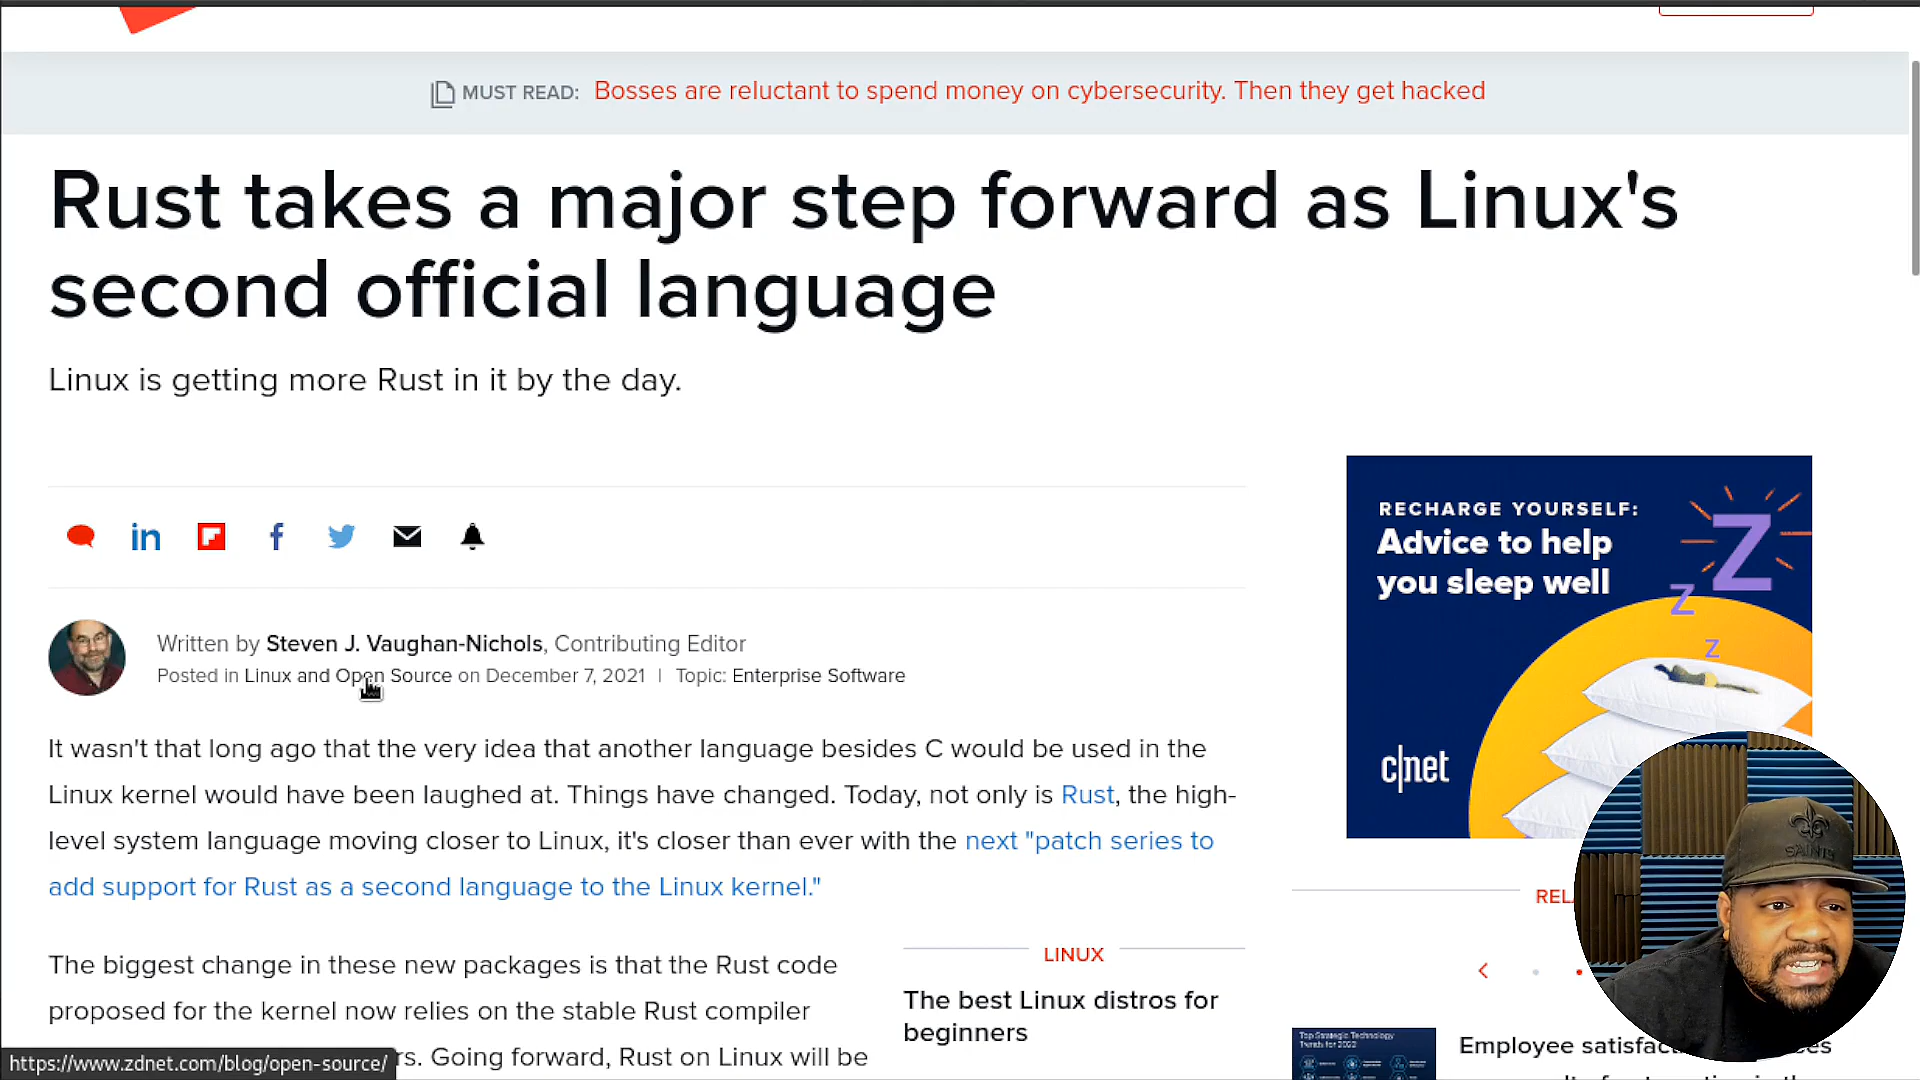 MUST READ: Bosses are reluctant to spend money on cybersecurity. Then they get hacked
Rust takes a major step forward as Linux's
second official language
Linux is getting more Rust in it by the day.
in
f
Written by Steven J. Vaughan-Nichols, Contributing Editor
Posted in Linux and Open Source on December 7, 2021 | Topic: Enterprise Software
It wasn't that long ago that the very idea that another language besides C would be used in the
Linux kernel would have been laughed at. Things have changed. Today, not only is Rust, the high-
level system language moving closer to Linux, it's closer than ever with the next "patch series to
add support for Rust as a second language to the Linux kernel."
The biggest change in these new packages is that the Rust code
proposed for the kernel now relies on the stable Rust compiler
rs. Going forward, Rust on Linux will be
https://www.zdnet.com/blog/open-source/
LINUX
The best Linux distros for
beginners
RECHARGE YOURSELF:
Advice to help
you sleep well
Z
Z
Z
c|net
SAINTS
Top Strategic Technology
Trends for 2022
Employee